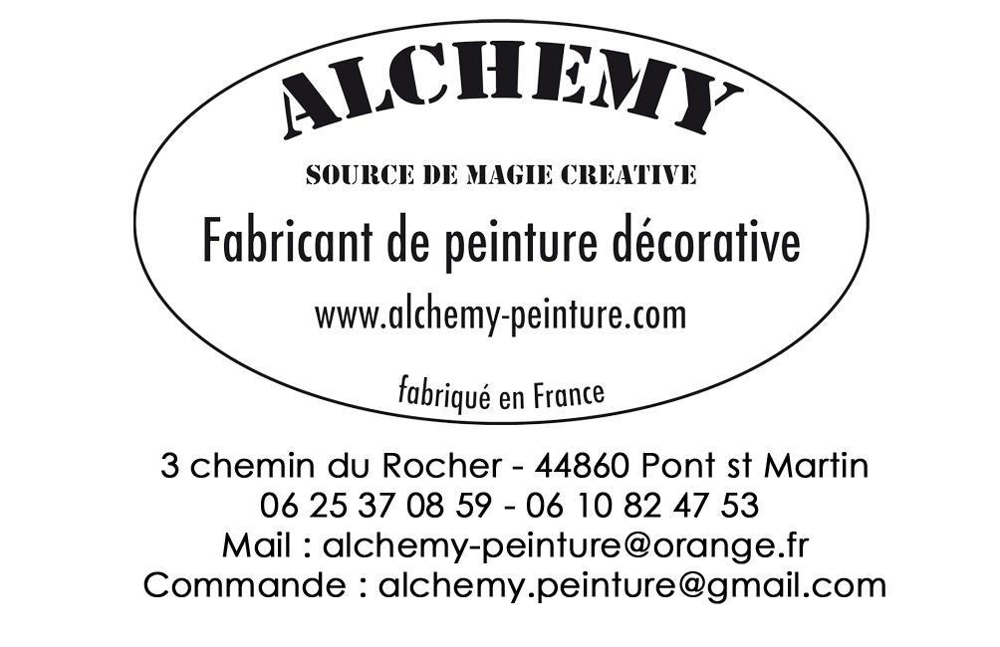 ALCHEMY
SOURCE DE MAGIE CREATIVE
Fabricant de peinture décorative
www.alchemy-peinture.com
fabriqué en France
3 chemin du Rocher - 44860 Pont st Martin
06 25 37 08 59 - 06 10 82 47 53
Mail : alchemy-peinture@orange.fr
Commande : alchemy.peinture@gmail.com